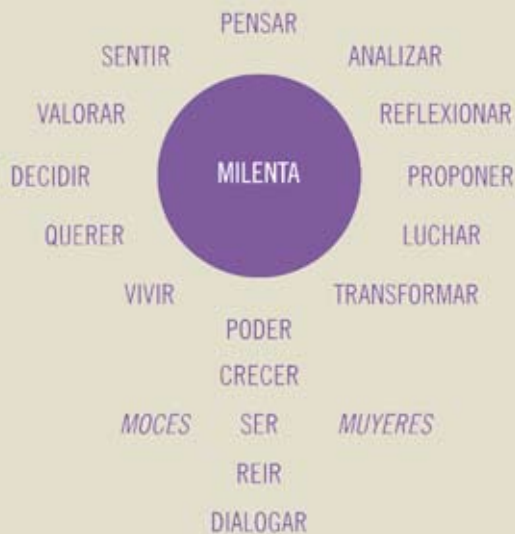 PENSAR
SENTIR ANALIZAR
VALORAR REFLEXIONAR
DECIDIR MILENTA PROPONER
QUERER LUCHAR
VIVIR TRANSFORMAR
PODER
CRECER
MOCES SER MUYERES
REIR
DIALOGAR